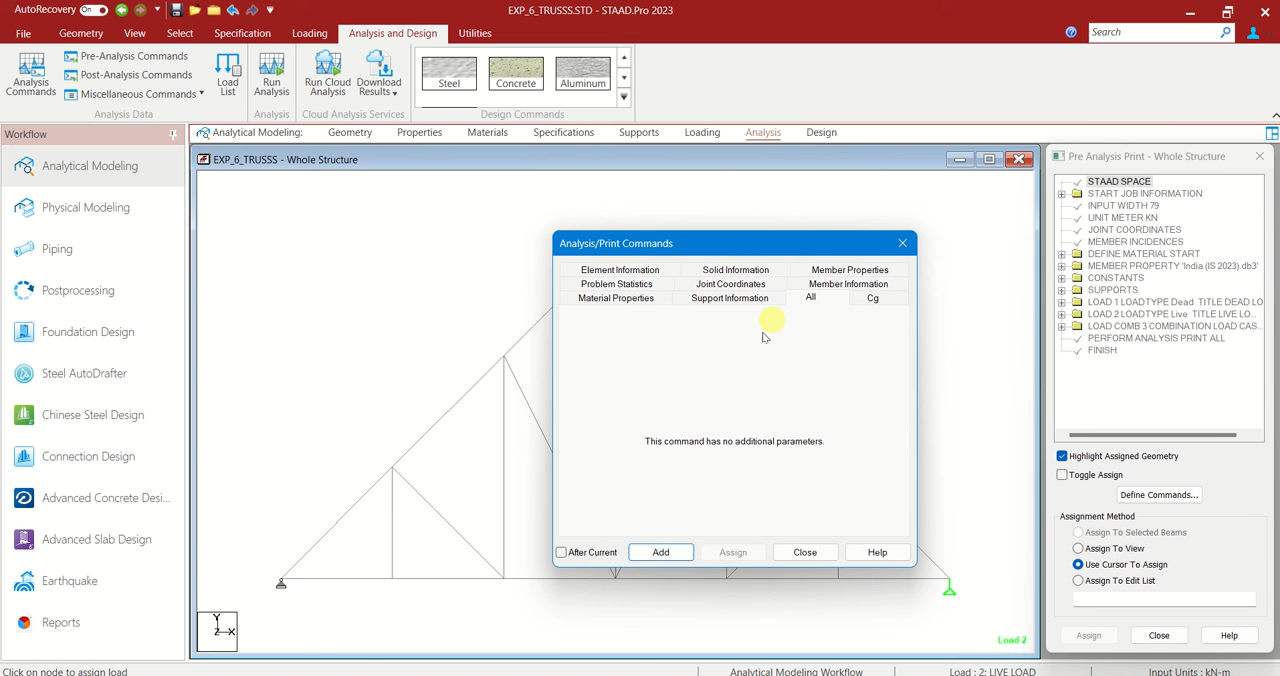 AutoRecovery On
EXP_6_TRUSSS.STD - STAAD.Pro 2023
File Geometry View Select Specification Loading Analysis and Design Utilities
Search
Analysis Commands
Pre-Analysis Commands
Post-Analysis Commands
Miscellaneous Commands
Load List
Run Analysis
Run Cloud Analysis
Download Results
Steel
Concrete
Aluminum
Analysis Data
Analysis
Cloud Analysis Services
Design Commands
Workflow
Analytical Modeling: Geometry Properties Materials Specifications Supports Loading Analysis Design
Analytical Modeling
Physical Modeling
Piping
Postprocessing
Foundation Design
Steel AutoDrafter
Chinese Steel Design
Connection Design
Advanced Concrete Desi...
Advanced Slab Design
Earthquake
Reports
EXP_6_TRUSSS - Whole Structure
Y
Z X
Load 2
Analysis/Print Commands
Element Information Solid Information Member Properties
Problem Statistics Joint Coordinates Member Information
Material Properties Support Information All Cg
This command has no additional parameters.
After Current Add Assign Close Help
Pre Analysis Print - Whole Structure
STAAD SPACE
START JOB INFORMATION
INPUT WIDTH 79
UNIT METER KN
JOINT COORDINATES
MEMBER INCIDENCES
DEFINE MATERIAL START
MEMBER PROPERTY 'India (IS 2023).db3'
CONSTANTS
SUPPORTS
LOAD 1 LOADTYPE Dead TITLE DEAD LO
LOAD 2 LOADTYPE Live TITLE LIVE LO...
LOAD COMB 3 COMBINATION LOAD CAS...
PERFORM ANALYSIS PRINT ALL
FINISH
Highlight Assigned Geometry
Toggle Assign
Define Commands...
Assignment Method
Assign To Selected Beams
Assign To View
Use Cursor To Assign
Assign To Edit List
Assign Close Help
Click on node to assign load
Analytical Modeling Workflow
Load : 2: LIVE LOAD
Input Units : kN-m